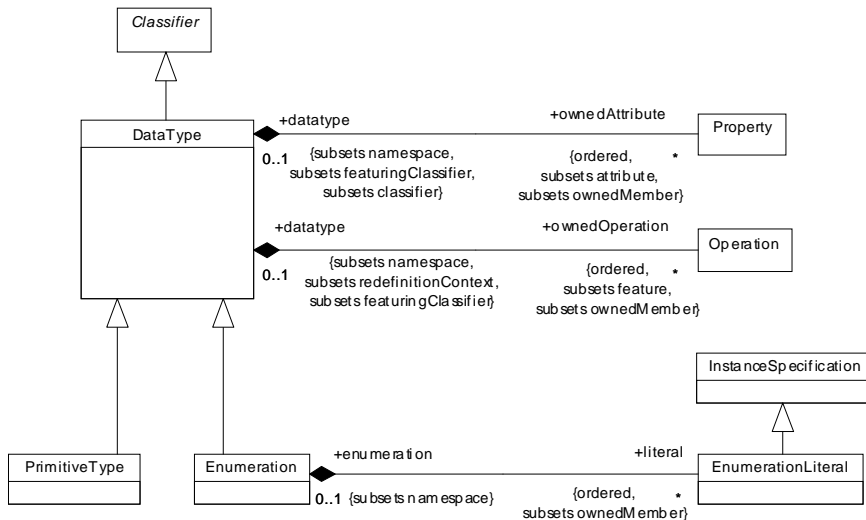 Classifier
DataType
+datatype
+ownedAttribute
Property
0..1
{subsets namespace,
subsets featuringClassifier,
subsets classifier}
{ordered,
subsets attribute,
subsets ownedMember}
*
+datatype
+ownedOperation
Operation
0..1
{subsets namespace,
subsets redefinitionContext,
subsets featuringClassifier}
{ordered,
subsets feature,
subsets ownedMember}
*
InstanceSpecification
PrimitiveType
Enumeration
+enumeration
+literal
EnumerationLiteral
0..1
{subsets namespace}
{ordered,
subsets ownedMember}
*